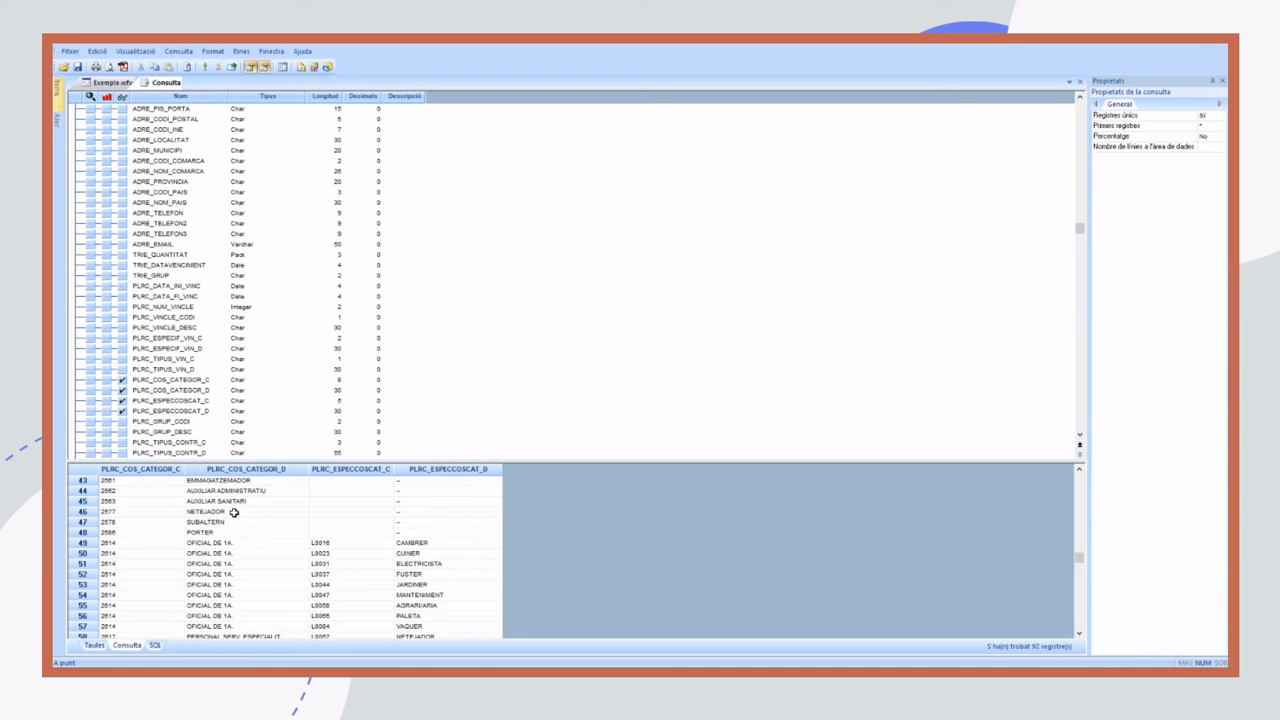 Fitxer Edició Visualització Consulta Format Eines Finestra Ajuda
Exemple.wfv Consulta
Nom Tipus Longitud Decimals Descripció
ADRE_PIS_PORTA Char 15 0
ADRE_CODI_POSTAL Char 5 0
ADRE_CODI_INE Char 7 0
ADRE_LOCALITAT Char 30 0
ADRE_MUNICIPI Char 20 0
ADRE_CODI_COMARCA Char 2 0
ADRE_NOM_COMARCA Char 26 0
ADRE_PROVINCIA Char 20 0
ADRE_CODI_PAIS Char 3 0
ADRE_NOM_PAIS Char 30 0
ADRE_TELEFON Char 9 0
ADRE_TELEFON2 Char 9 0
ADRE_TELEFON3 Char 9 0
ADRE_EMAIL Varchar 50 0
TRIE_QUANTITAT Pack 3 0
TRIE_DATAVENCIMENT Date 4 0
TRIE_GRUP Char 2 0
PLRC_DATA_INI_VINC Date 4 0
PLRC_DATA_FI_VINC Date 4 0
PLRC_NUM_VINCLE Integer 2 0
PLRC_VINCLE_CODI Char 1 0
PLRC_VINCLE_DESC Char 30 0
PLRC_ESPECIF_VIN_C Char 2 0
PLRC_ESPECIF_VIN_D Char 30 0
PLRC_TIPUS_VIN_C Char 1 0
PLRC_TIPUS_VIN_D Char 30 0
PLRC_COS_CATEGOR_C Char 8 0
PLRC_COS_CATEGOR_D Char 30 0
PLRC_ESPECCOSCAT_C Char 5 0
PLRC_ESPECCOSCAT_D Char 30 0
PLRC_GRUP_CODI Char 2 0
PLRC_GRUP_DESC Char 30 0
PLRC_TIPUS_CONTR_C Char 3 0
PLRC_TIPUS_CONTR_D Char 55 0
PLRC_COS_CATEGOR_C PLRC_COS_CATEGOR_D PLRC_ESPECCOSCAT_C PLRC_ESPECCOSCAT_D
43 2561 EMMAGATZEMADOR --
44 2562 AUXILIAR ADMINISTRATIU --
45 2563 AUXILIAR SANITARI --
46 2577 NETEJADOR --
47 2578 SUBALTERN --
48 2586 PORTER --
49 2614 OFICIAL DE 1A. L0016 CAMBRER
50 2614 OFICIAL DE 1A. L0023 CUINER
51 2614 OFICIAL DE 1A. L0031 ELECTRICISTA
52 2614 OFICIAL DE 1A. L0037 FUSTER
53 2614 OFICIAL DE 1A. L0044 JARDINER
54 2614 OFICIAL DE 1A. L0047 MANTENIMENT
55 2614 OFICIAL DE 1A. L0058 AGRARI/ARIA
56 2614 OFICIAL DE 1A. L0065 PALETA
57 2614 OFICIAL DE 1A. L0084 VAQUER
58 2617 PERSONAL SERV. ESPECIALIT. L0057 NETEJADOR
Taules Consulta SQL
S'ha(n) trobat 92 registre(s)
A punt
NUM SOB
Propietats
Propietats de la consulta
General
Registres únics Sí
Primers registres *
Percentatge No
Nombre de línies a l'àrea de dades